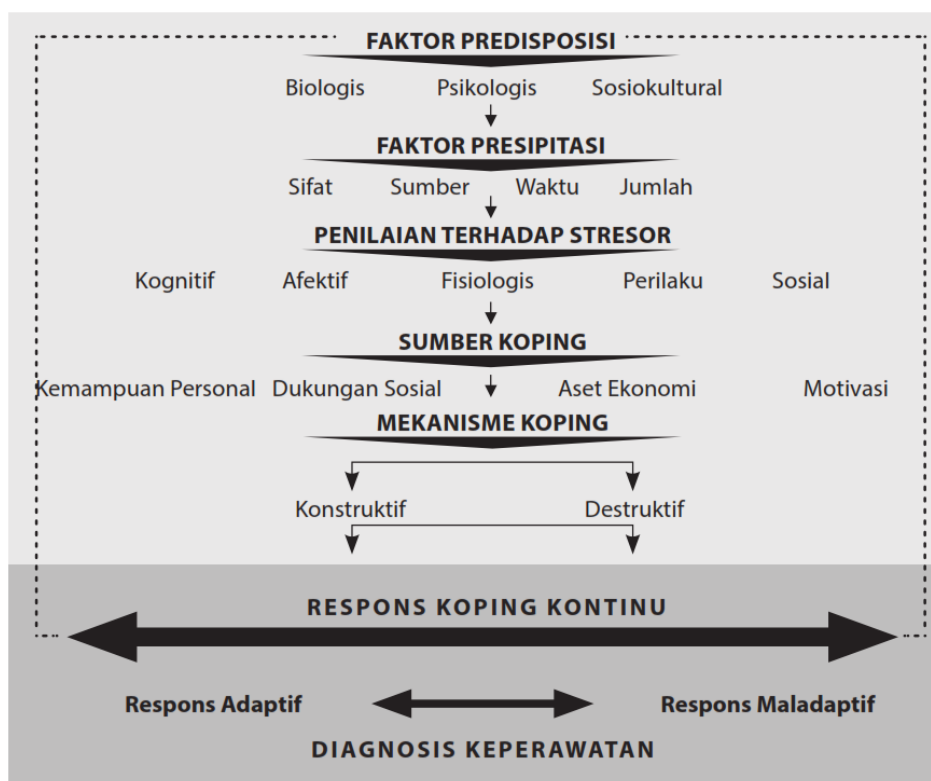 FAKTOR PREDISPOSISI
Biologis Psikologis Sosiokultural
FAKTOR PRESIPITASI
Sifat Sumber Waktu Jumlah
PENILAIAN TERHADAP STRESOR
Kognitif Afektif Fisiologis Perilaku Sosial
SUMBER KOPING
Kemampuan Personal Dukungan Sosial Aset Ekonomi Motivasi
MEKANISME KOPING
Konstruktif Destruktif
RESPONS KOPING KONTINU
Respons Adaptif Respons Maladaptif
DIAGNOSIS KEPERAWATAN